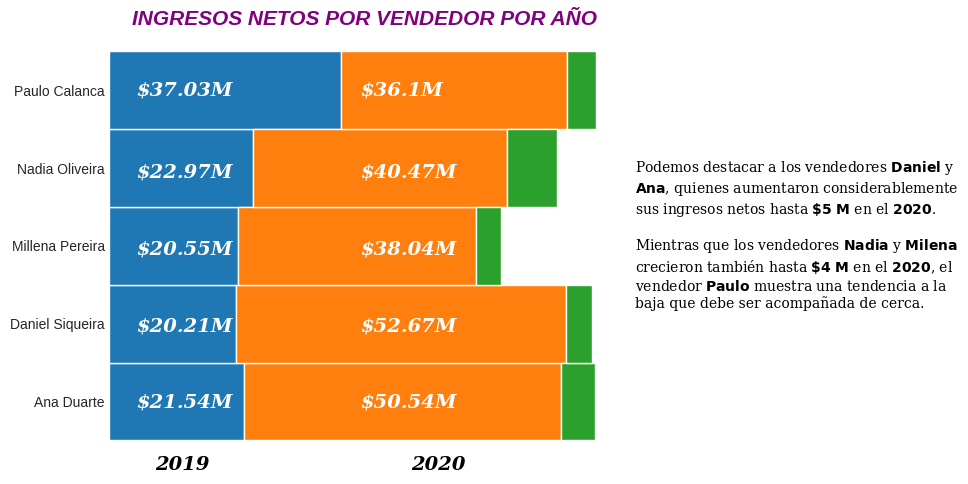 INGRESOS NETOS POR VENDEDOR POR AÑO
Paulo Calanca
$37.03M
$36.1M
Nadia Oliveira
$22.97M
$40.47M
Millena Pereira
$20.55M
$38.04M
Daniel Siqueira
$20.21M
$52.67M
Ana Duarte
$21.54M
$50.54M
2019
2020
Podemos destacar a los vendedores Daniel y
Ana, quienes aumentaron considerablemente
sus ingresos netos hasta $5 M en el 2020.
Mientras que los vendedores Nadia y Milena
crecieron también hasta $4 M en el 2020, el
vendedor Paulo muestra una tendencia a la
baja que debe ser acompañada de cerca.